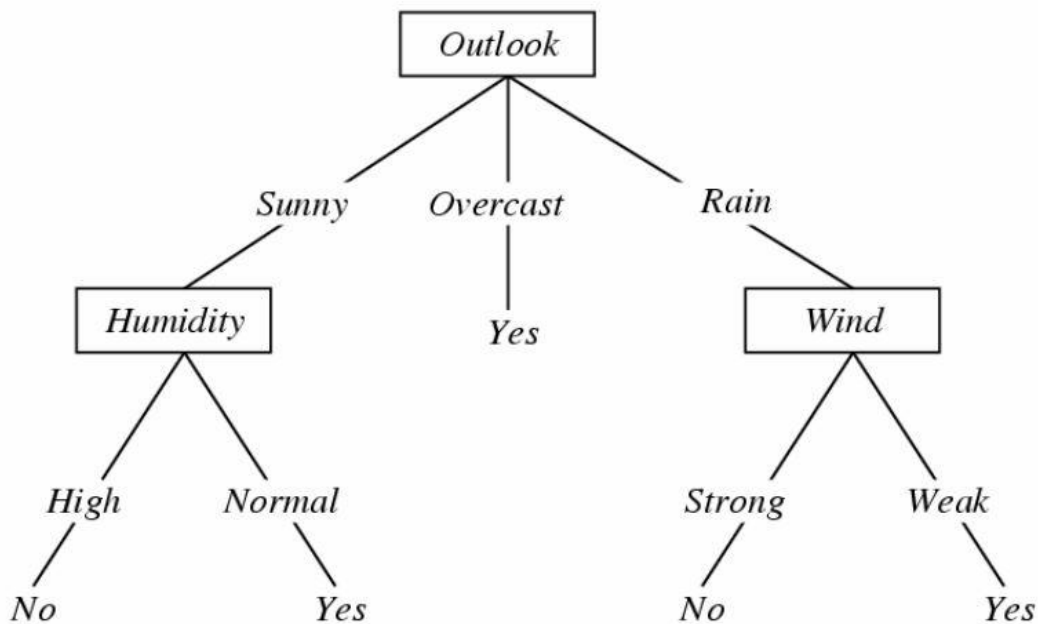 Outlook
Sunny Overcast Rain
Humidity Yes Wind
High Normal Strong Weak
No Yes No Yes